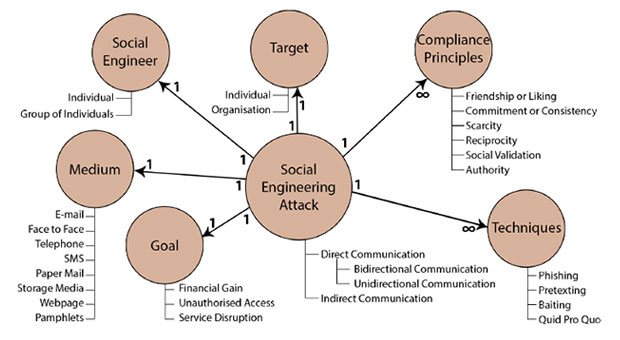 Social
Engineer
1
Individual
Group of Individuals
Target
1
Individual
Organisation
Compliance
Principles
∞
Friendship or Liking
Commitment or Consistency
Scarcity
Reciprocity
Social Validation
Authority
Medium
1
E-mail
Face to Face
Telephone
SMS
Paper Mail
Storage Media
Webpage
Pamphlets
Goal
1
Financial Gain
Unauthorised Access
Service Disruption
Social
Engineering
Attack
1
1
1
1
1
1
Direct Communication
Bidirectional Communication
Unidirectional Communication
Indirect Communication
Techniques
∞
Phishing
Pretexting
Baiting
Quid Pro Quo